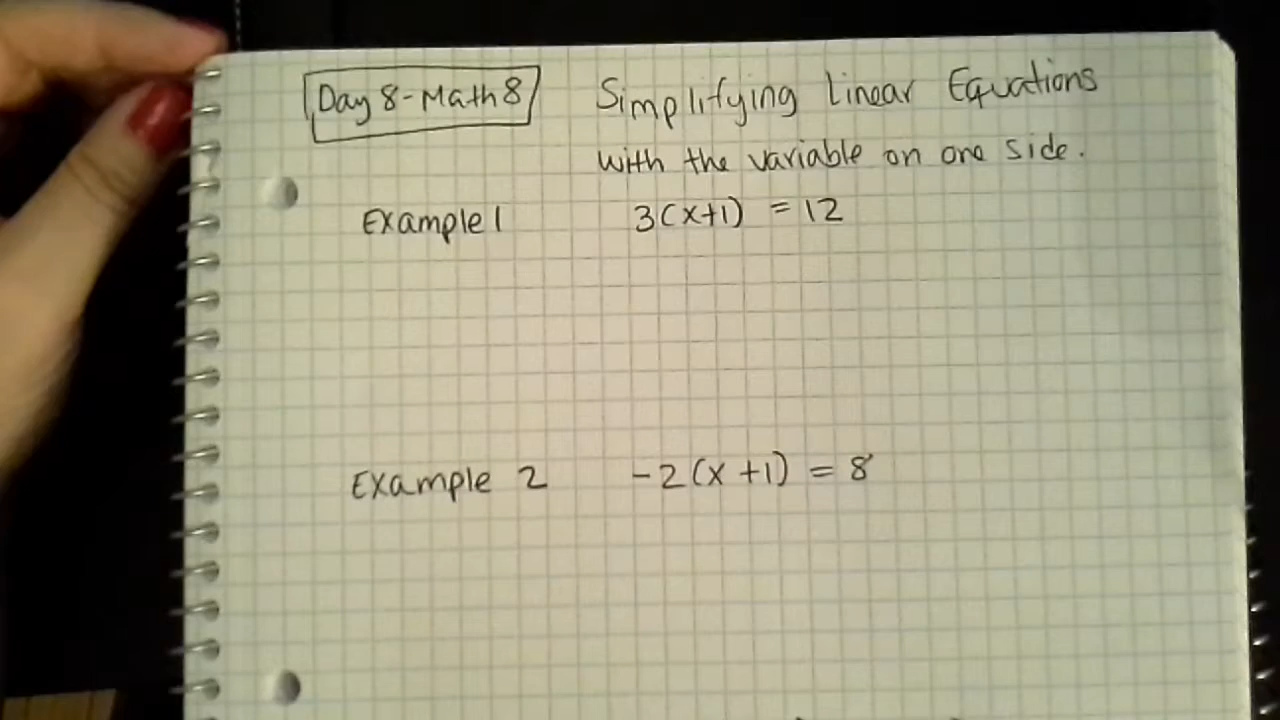 Day 8 - Math 8
Simplifying Linear Equations
with the variable on one side.
Example 1 3(x+1) = 12
Example 2 -2(x+1) = 8